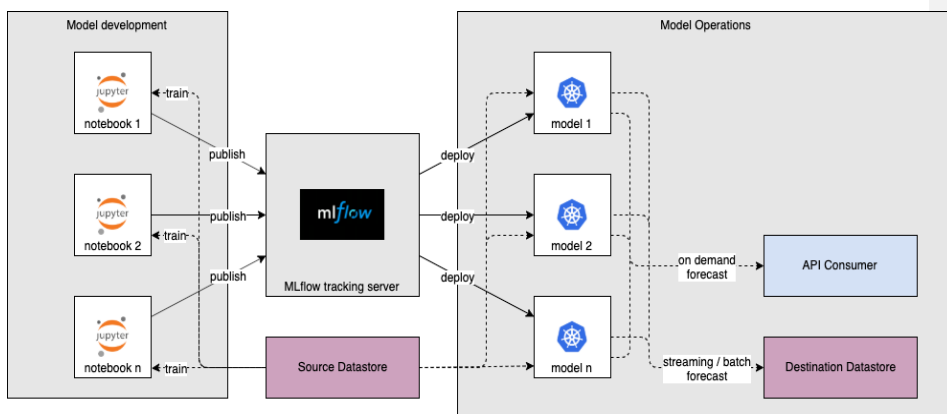 Model development
Model Operations
jupyter
notebook 1
train
publish
mlflow
MLflow tracking server
deploy
model 1
jupyter
notebook 2
train
publish
deploy
model 2
on demand
forecast
API Consumer
jupyter
notebook n
train
publish
Source Datastore
deploy
model n
streaming / batch
forecast
Destination Datastore